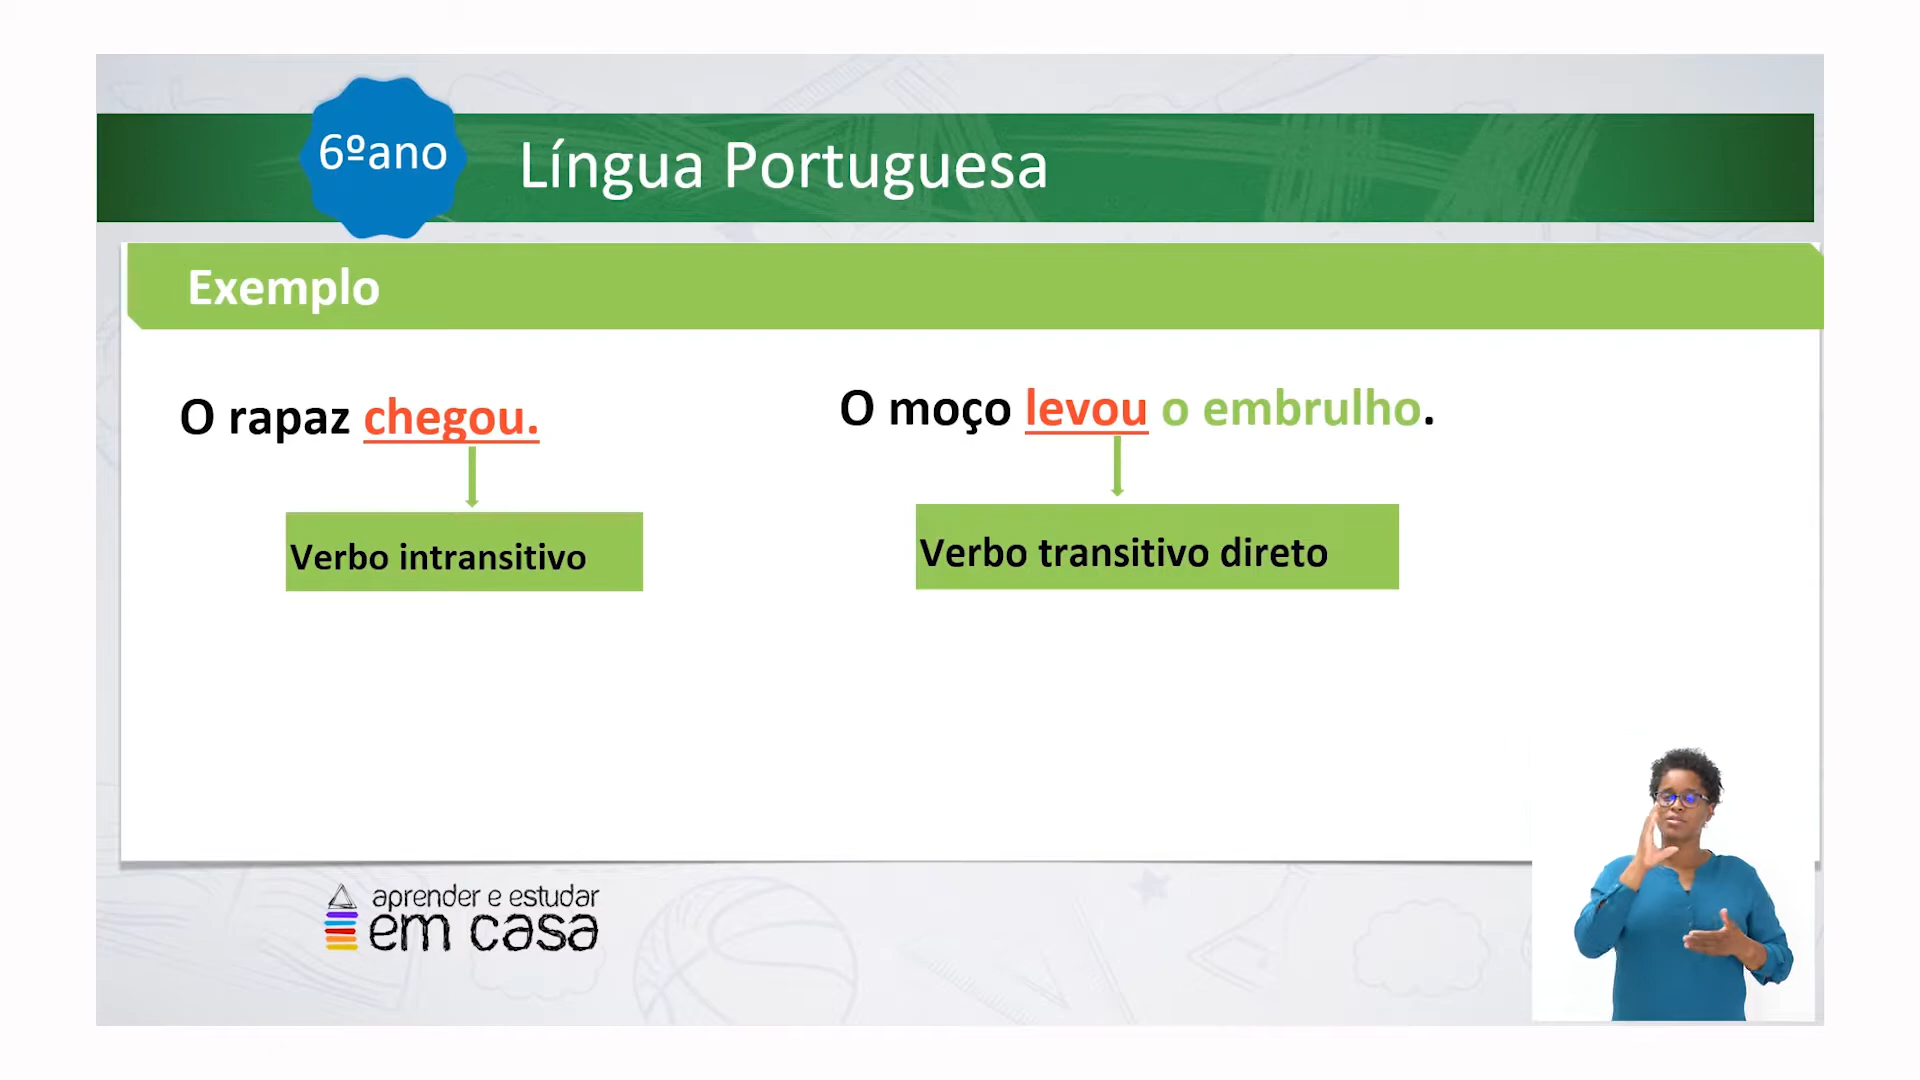 6ºano
Língua Portuguesa
Exemplo
O rapaz chegou.
O moço levou o embrulho.
Verbo intransitivo
Verbo transitivo direto
aprender e estudar
em casa